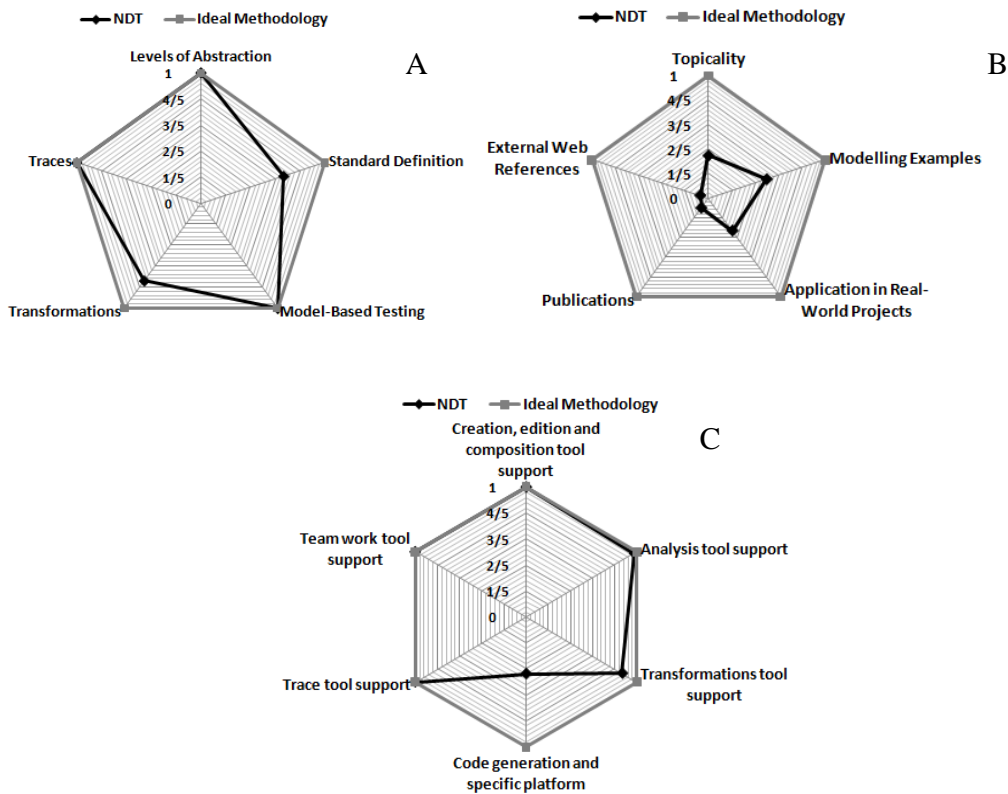 NDT Ideal Methodology
Levels of Abstraction
A
1
4/5
3/5
2/5
1/5
0
Traces
Standard Definition
Transformations
Model-Based Testing
NDT Ideal Methodology
Topicality
B
1
4/5
3/5
2/5
1/5
0
External Web
References
Modelling Examples
Publications
Application in Real-
World Projects
NDT Ideal Methodology
Creation, edition and
composition tool
support
C
1
4/5
3/5
2/5
1/5
0
Team work tool
support
Analysis tool support
Trace tool support
Transformations tool
support
Code generation and
specific platform